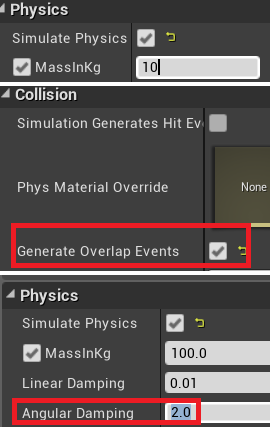 Physics
Simulate Physics
MassInKg 10
Collision
Simulation Generates Hit Ev
Phys Material Override None
Generate Overlap Events
Physics
Simulate Physics
MassInKg 100.0
Linear Damping 0.01
Angular Damping 2.0